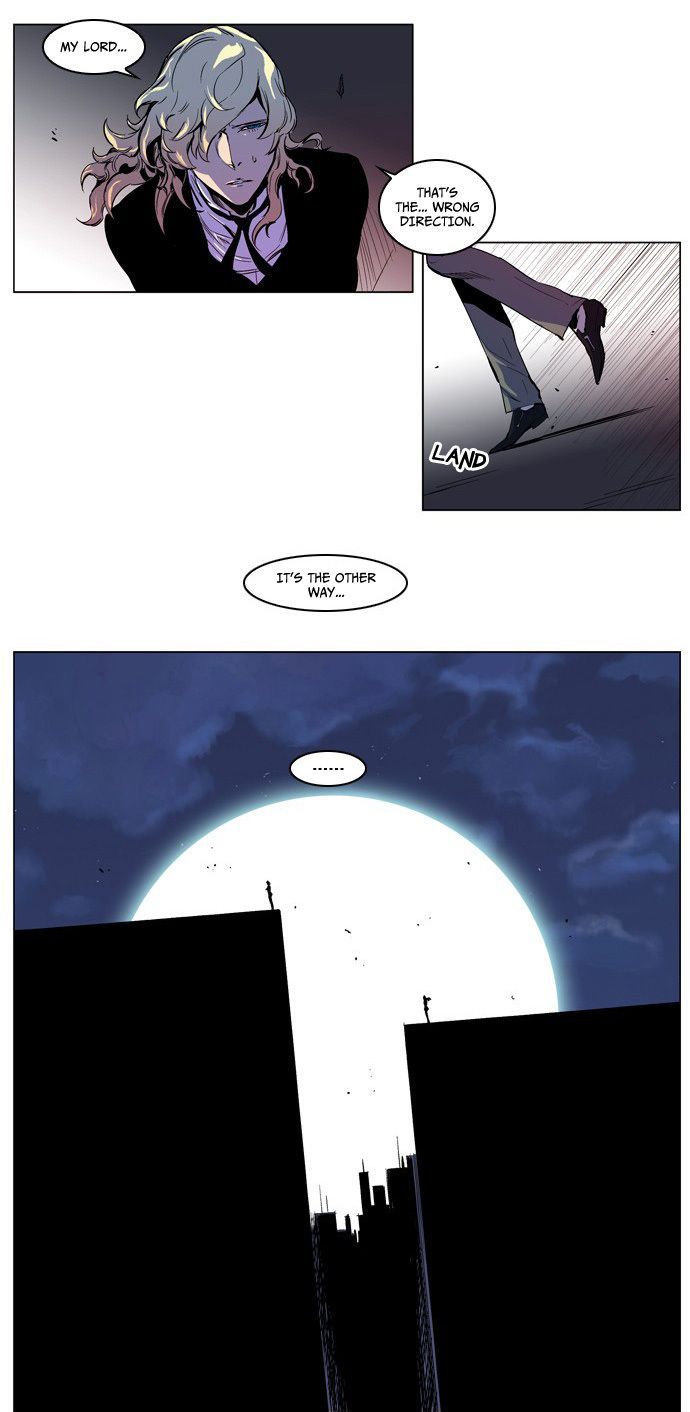 MY LORD...
THAT'S
THE... WRONG
DIRECTION.
LAND
IT'S THE OTHER
WAY...
------